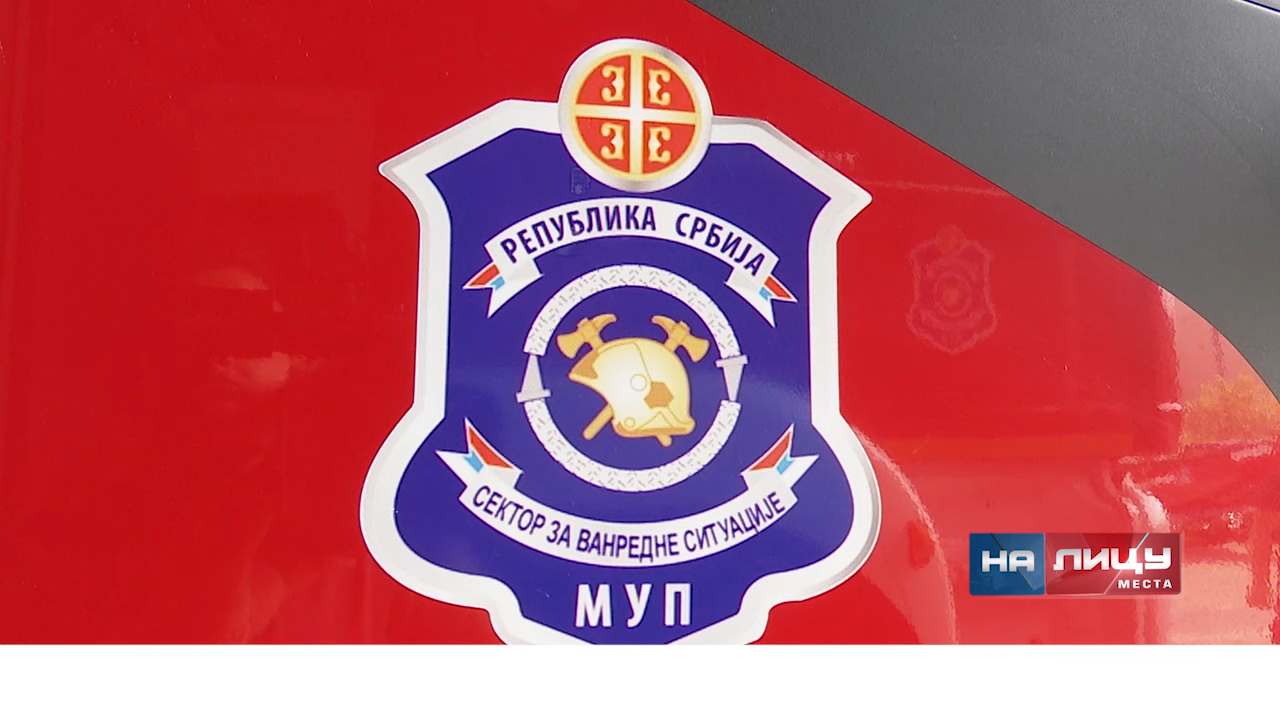 РЕПУБЛИКА СРБИЈА
СЕКТОР ЗА ВАНРЕДНЕ СИТУАЦИЈЕ
МУП
НА ЛИЦУ
МЕСТА